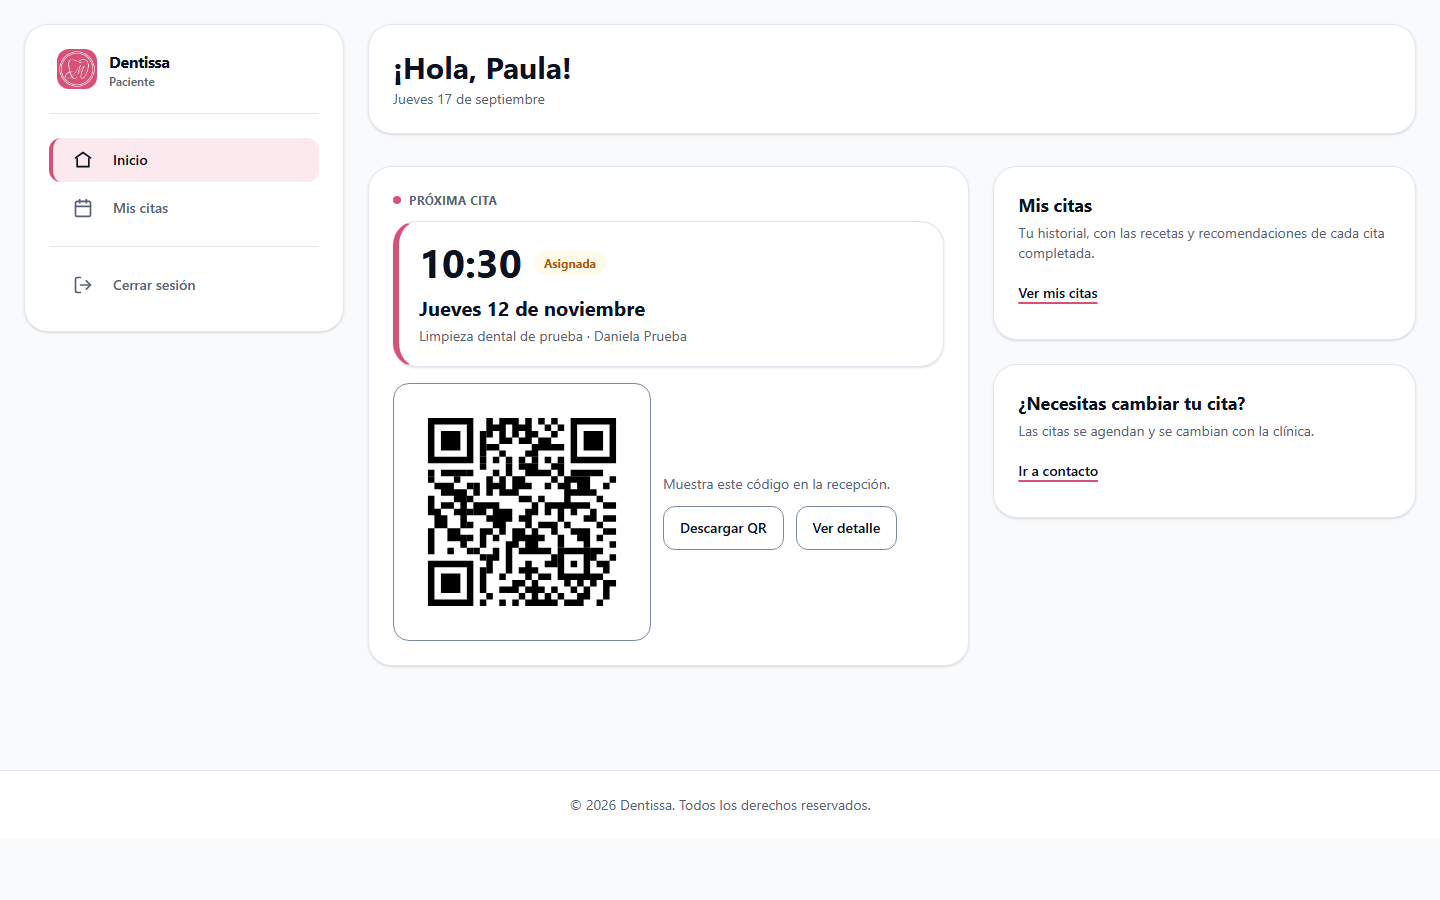 Dentissa
Paciente
Inicio
Mis citas
Cerrar sesión
¡Hola, Paula!
Jueves 17 de septiembre
PRÓXIMA CITA
10:30 Asignada
Jueves 12 de noviembre
Limpieza dental de prueba · Daniela Prueba
Muestra este código en la recepción.
Descargar QR
Ver detalle
Mis citas
Tu historial, con las recetas y recomendaciones de cada cita
completada.
Ver mis citas
¿Necesitas cambiar tu cita?
Las citas se agendan y se cambian con la clínica.
Ir a contacto
© 2026 Dentissa. Todos los derechos reservados.